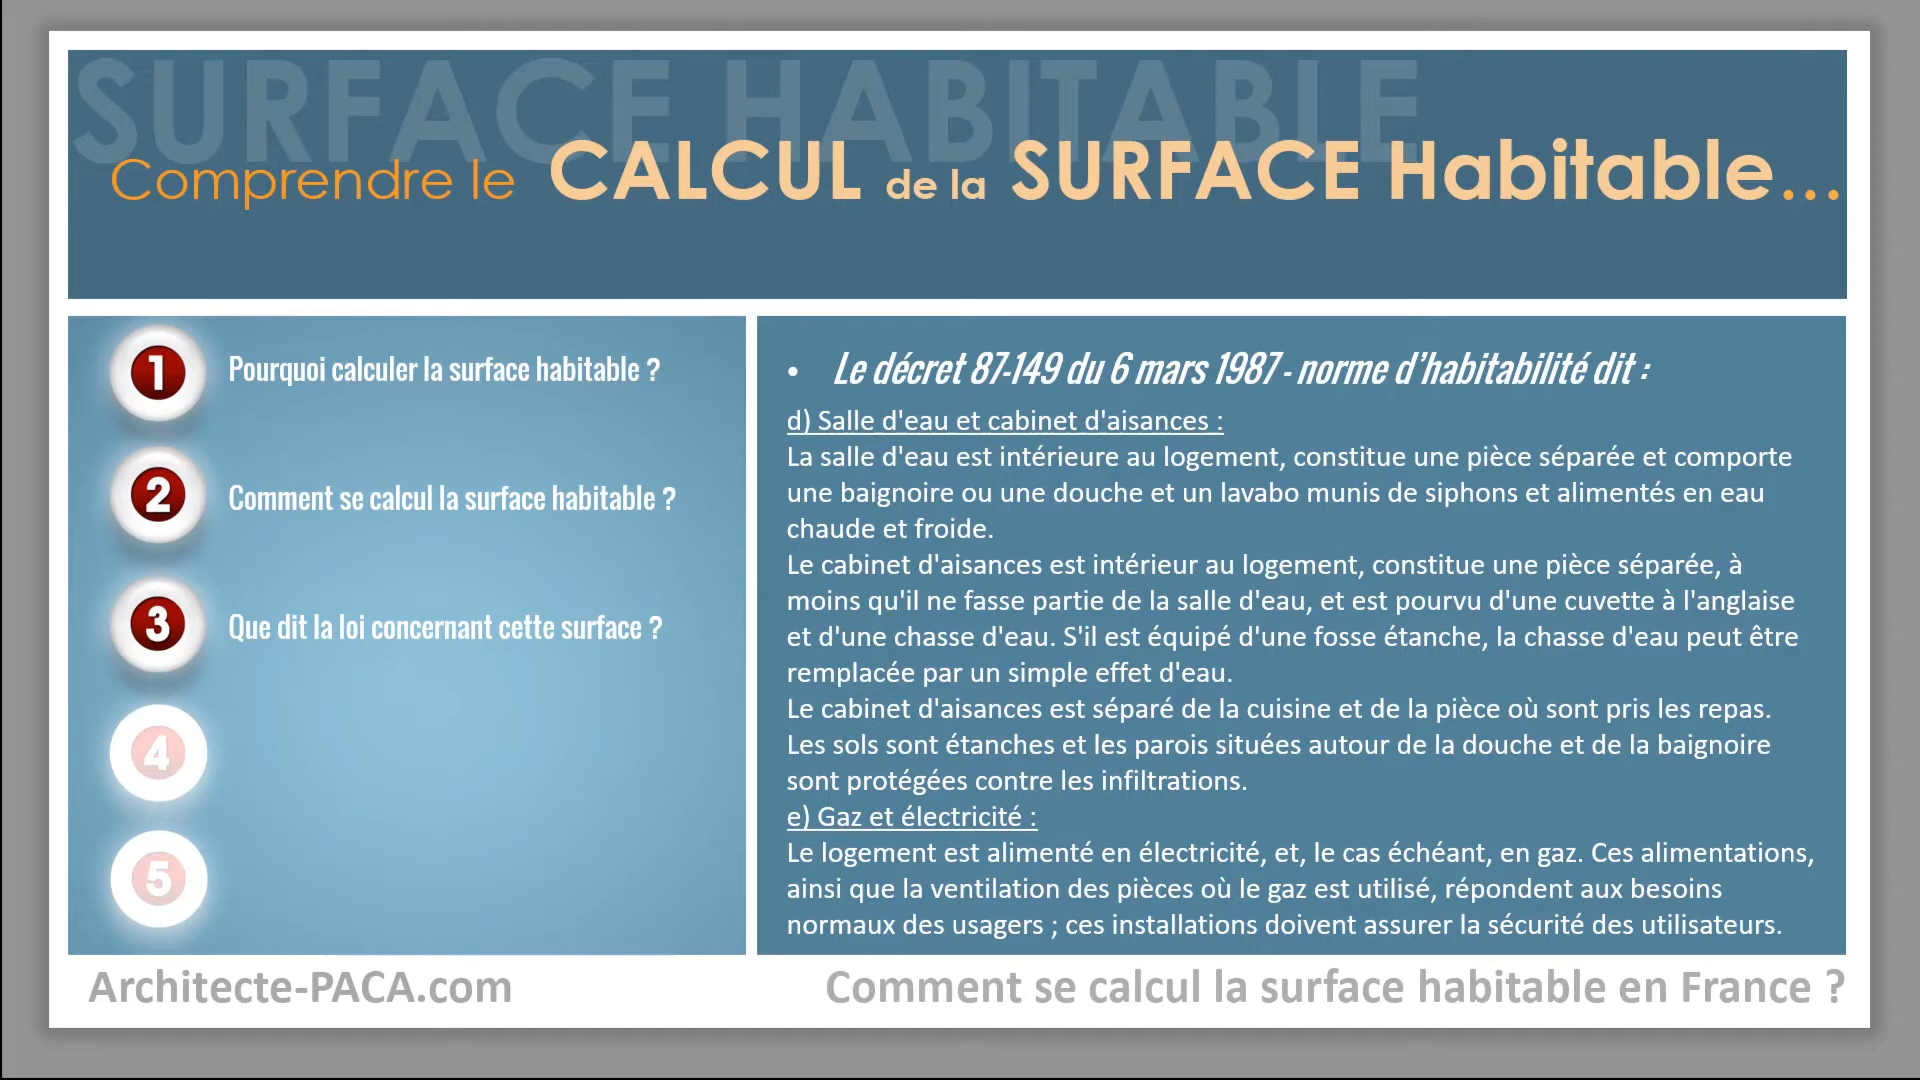 SURFACE HABITABLE
Comprendre le CALCUL de la SURFACE Habitable...
1 Pourquoi calculer la surface habitable ?
2 Comment se calcul la surface habitable ?
3 Que dit la loi concernant cette surface ?
4
5
• Le décret 87-149 du 6 mars 1987 - norme d’habitabilité dit :
d) Salle d'eau et cabinet d'aisances :
La salle d'eau est intérieure au logement, constitue une pièce séparée et comporte
une baignoire ou une douche et un lavabo munis de siphons et alimentés en eau
chaude et froide.
Le cabinet d'aisances est intérieur au logement, constitue une pièce séparée, à
moins qu'il ne fasse partie de la salle d'eau, et est pourvu d'une cuvette à l'anglaise
et d'une chasse d'eau. S'il est équipé d'une fosse étanche, la chasse d'eau peut être
remplacée par un simple effet d'eau.
Le cabinet d'aisances est séparé de la cuisine et de la pièce où sont pris les repas.
Les sols sont étanches et les parois situées autour de la douche et de la baignoire
sont protégées contre les infiltrations.
e) Gaz et électricité :
Le logement est alimenté en électricité, et, le cas échéant, en gaz. Ces alimentations,
ainsi que la ventilation des pièces où le gaz est utilisé, répondent aux besoins
normaux des usagers ; ces installations doivent assurer la sécurité des utilisateurs.
Architecte-PACA.com
Comment se calcul la surface habitable en France ?